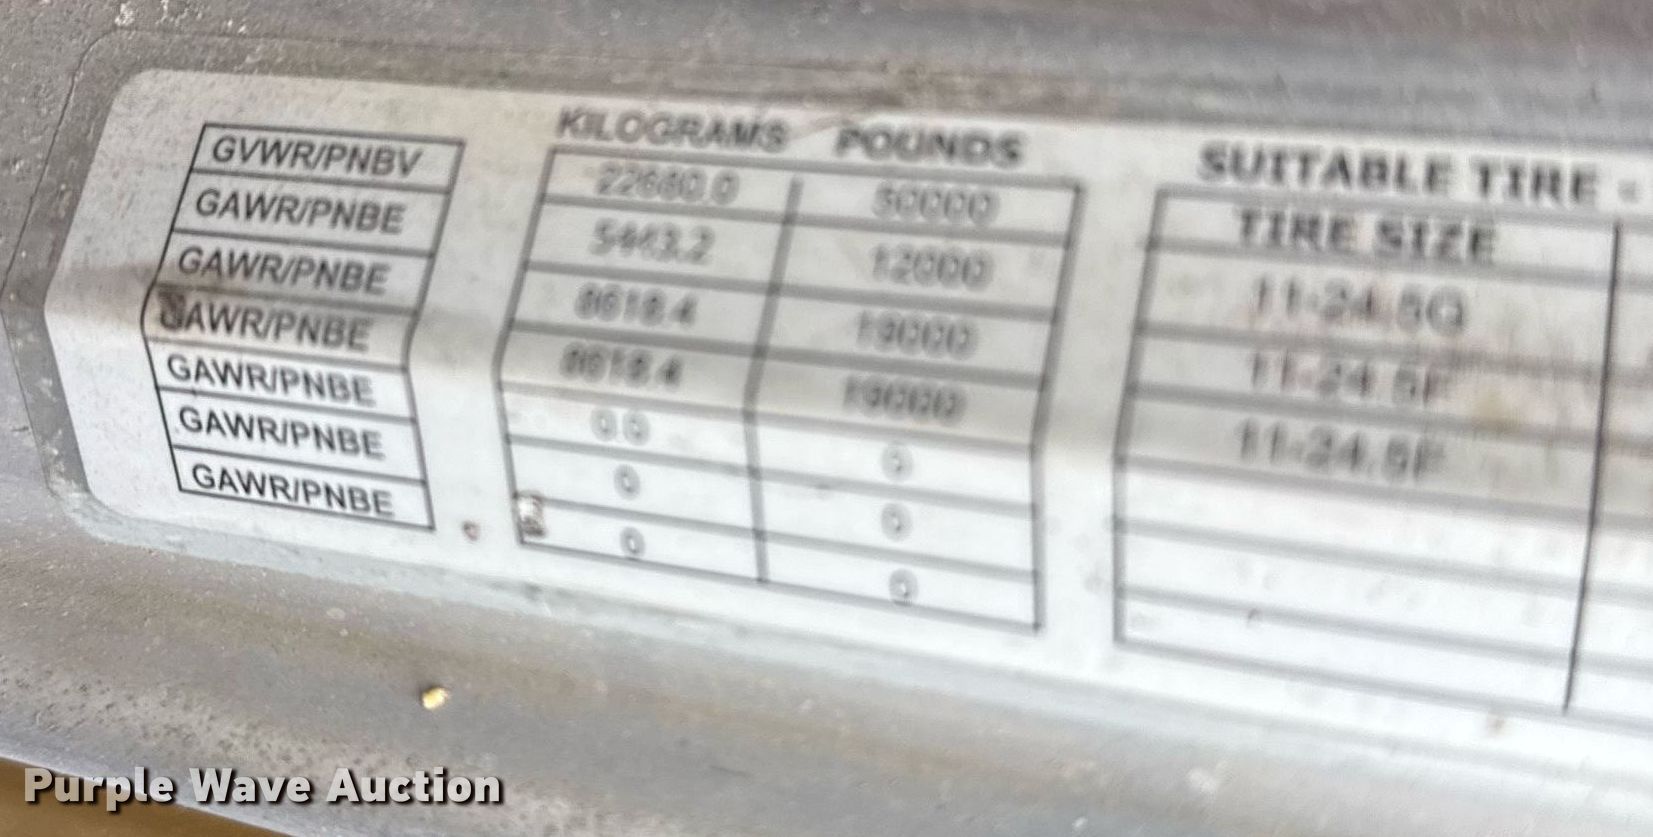 KILOGRAMS POUNDS SUITABLE TIRE -
GVWR/PNBV 22680.0 50000 TIRE SIZE
GAWR/PNBE 5443.2 12000 11-24.5G
GAWR/PNBE 8618.4 19000 11-24.5F
GAWR/PNBE 8618.4 19000 11-24.5F
GAWR/PNBE 0.0 0
GAWR/PNBE 0 0
GAWR/PNBE 0 0
Purple Wave Auction